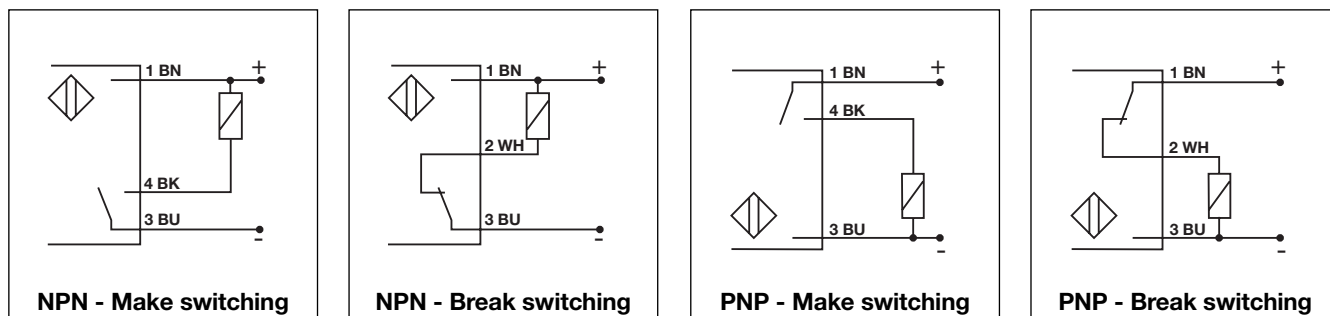 1 BN
+
4 BK
3 BU
-
NPN - Make switching
1 BN
+
2 WH
3 BU
-
NPN - Break switching
1 BN
+
4 BK
3 BU
-
PNP - Make switching
1 BN
+
2 WH
3 BU
-
PNP - Break switching